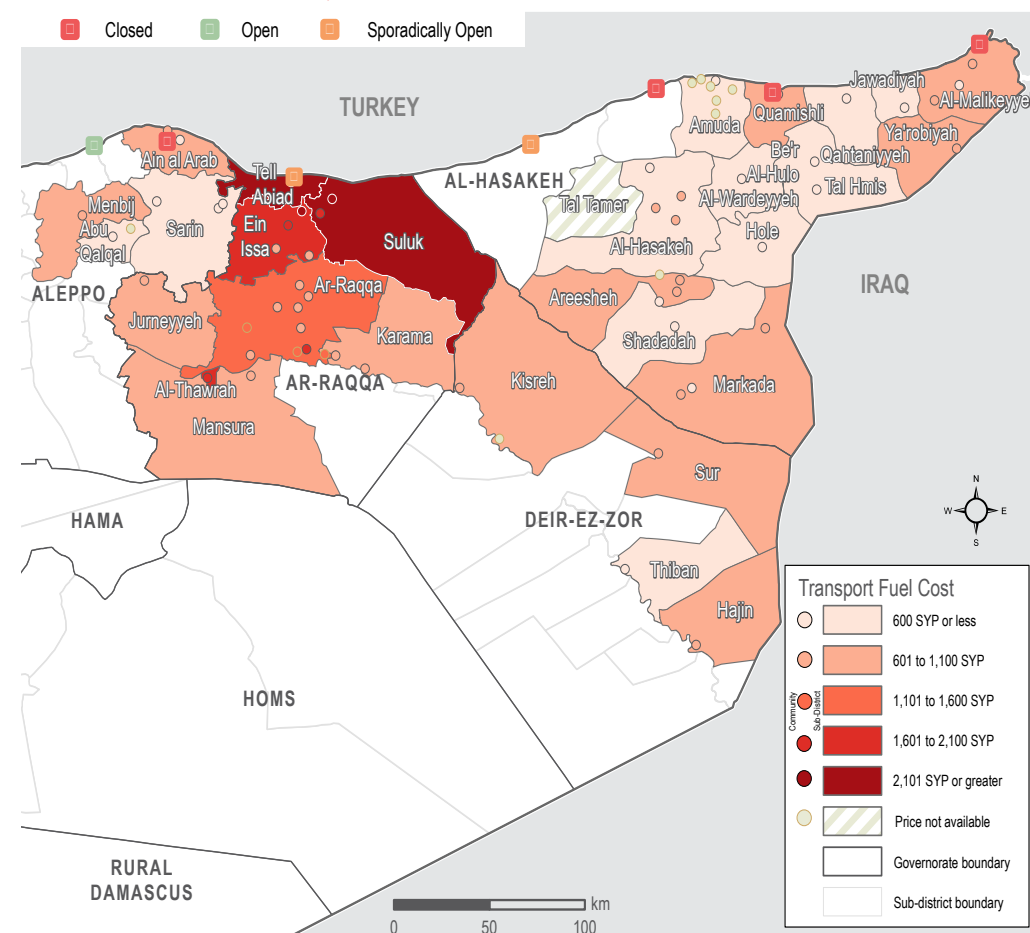 Closed
Open
Sporadically Open
TURKEY
Jawadiyah
Al-Malikeyye
Quamishli
Amuda
Ya'robiyah
Ain al Arab
Be'r
Al-Hulo
Al-Wardeyyeh
Qahtaniyyeh
Tell
Abiad
AL-HASAKEH
Tal Hmis
Tal Tamer
Menbij
Abu
Qalqal
Sarin
Ein
Issa
Suluk
Al-Hasakeh
Hole
IRAQ
ALEPPO
Ar-Raqqa
Areesheh
Jurneyyeh
Karama
Shadadah
AR-RAQQA
Kisreh
Markada
Al-Thawrah
Mansura
Sur
HAMA
DEIR-EZ-ZOR
N
W
E
S
Thiban
Hajin
HOMS
RURAL
DAMASCUS
km
0
50
100
Transport Fuel Cost
Community
Sub-District
600 SYP or less
601 to 1,100 SYP
1,101 to 1,600 SYP
1,601 to 2,100 SYP
2,101 SYP or greater
Price not available
Governorate boundary
Sub-district boundary